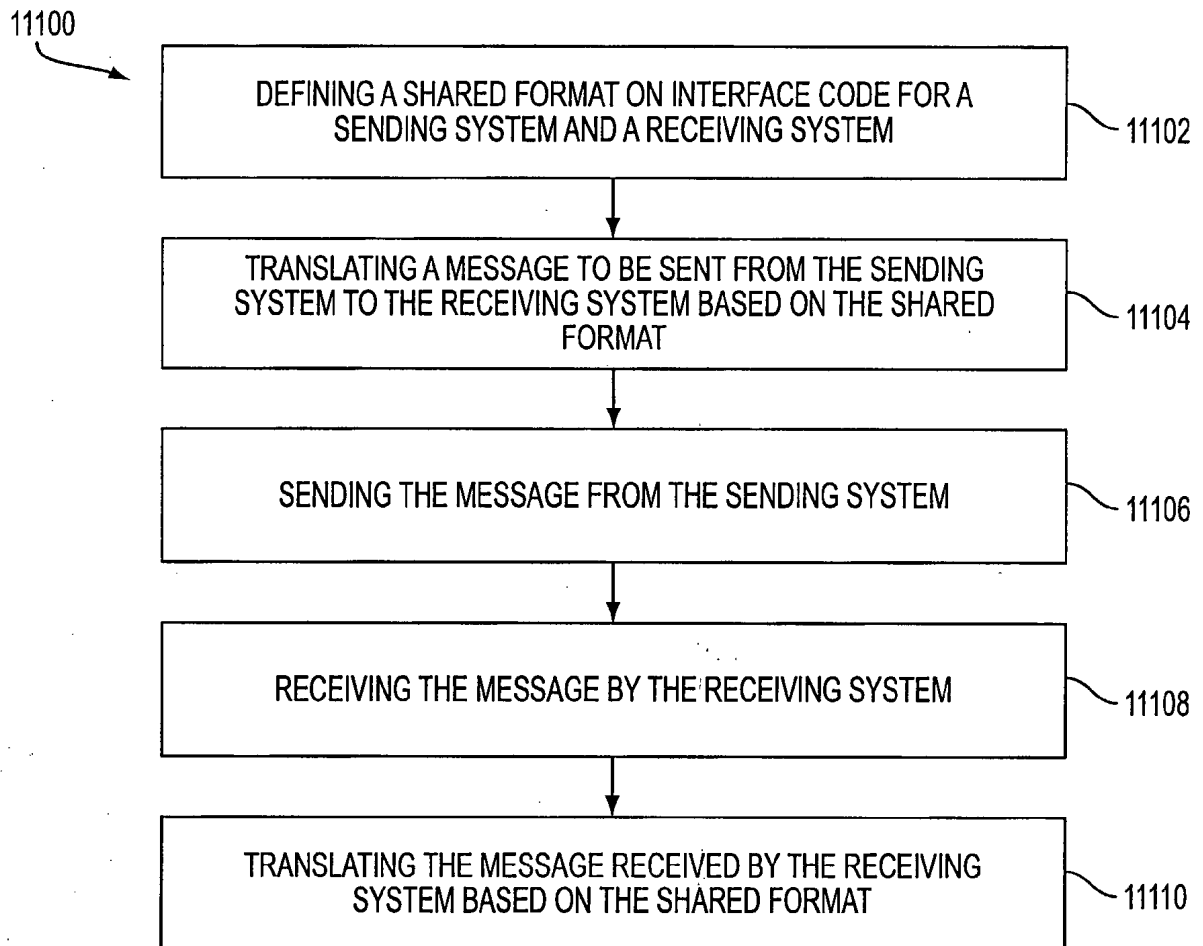 11100
DEFINING A SHARED FORMAT ON INTERFACE CODE FOR A
SENDING SYSTEM AND A RECEIVING SYSTEM
11102
TRANSLATING A MESSAGE TO BE SENT FROM THE SENDING
SYSTEM TO THE RECEIVING SYSTEM BASED ON THE SHARED
FORMAT
11104
SENDING THE MESSAGE FROM THE SENDING SYSTEM
11106
RECEIVING THE MESSAGE BY THE RECEIVING SYSTEM
11108
TRANSLATING THE MESSAGE RECEIVED BY THE RECEIVING
SYSTEM BASED ON THE SHARED FORMAT
11110